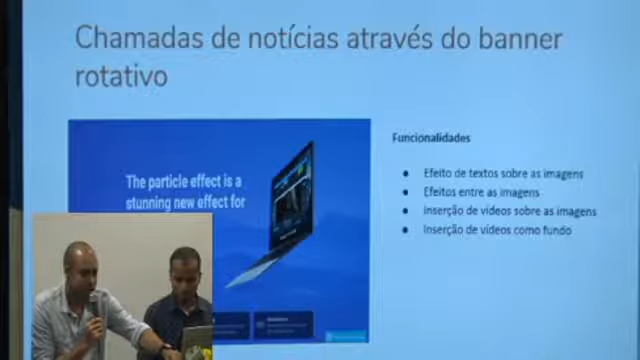 Chamadas de notícias através do banner
rotativo
The particle effect is a
stunning new effect for
Funcionalidades
● Efeito de textos sobre as imagens
● Efeitos entre as imagens
● Inserção de vídeos sobre as imagens
● Inserção de vídeos como fundo